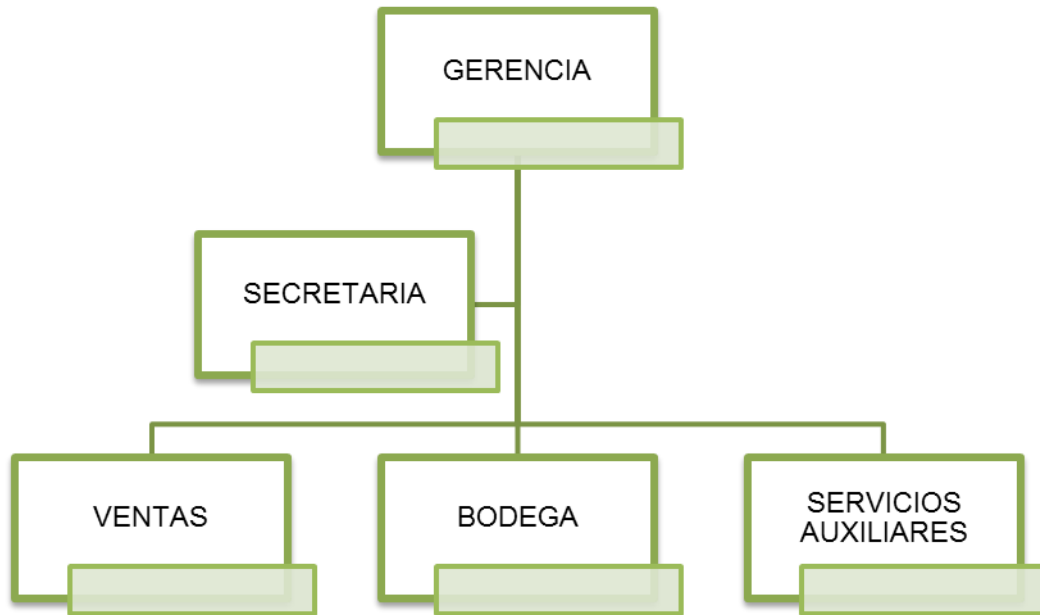 GERENCIA
SECRETARIA
VENTAS
BODEGA
SERVICIOS
AUXILIARES